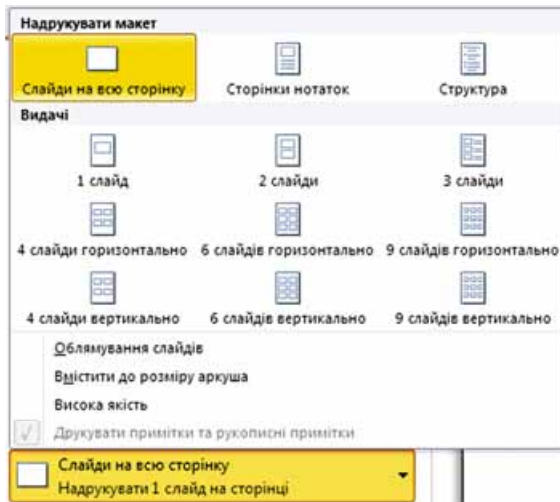 Надрукувати макет
Слайди на всю сторінку Сторінки нотаток Структура
Видачі
1 слайд 2 слайди 3 слайди
4 слайди горизонтально 6 слайдів горизонтально 9 слайдів горизонтально
4 слайди вертикально 6 слайдів вертикально 9 слайдів вертикально
Облямування слайдів
Вмістити до розміру аркуша
Висока якість
Друкувати примітки та рукописні примітки
Слайди на всю сторінку
Надрукувати 1 слайд на сторінці